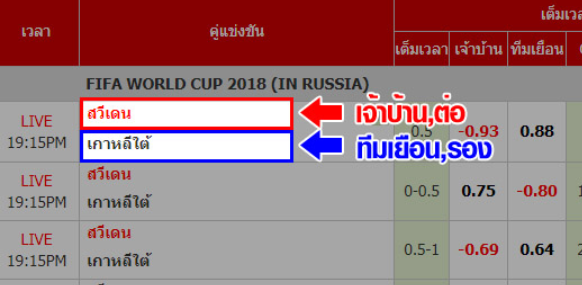 เวลา คู่แข่งขัน เต็มเวลา
เต็มเวลา เจ้าบ้าน ทีมเยือน
FIFA WORLD CUP 2018 (IN RUSSIA)
LIVE
19:15PM
สวีเดน
เกาหลีใต้
เจ้าบ้าน,ต่อ
ทีมเยือน,รอง
0.5 -0.93 0.88
LIVE
19:15PM
สวีเดน
เกาหลีใต้
0-0.5 0.75 -0.80
LIVE
19:15PM
สวีเดน
เกาหลีใต้
0.5-1 -0.69 0.64